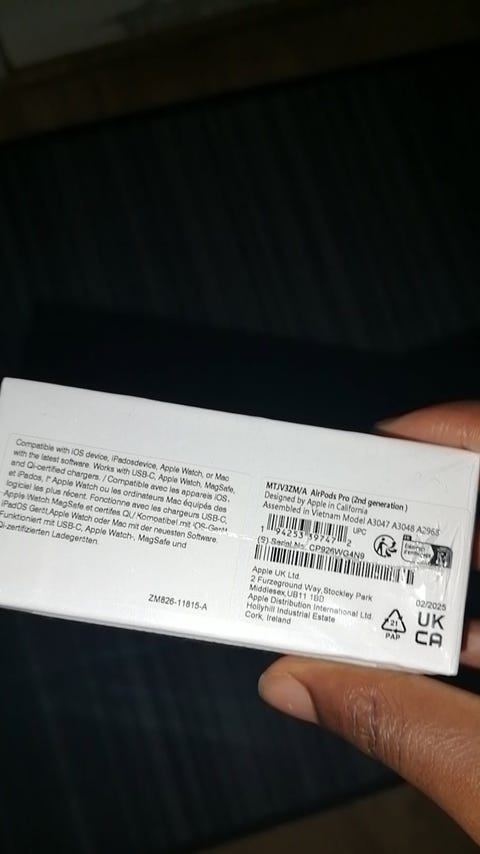 Compatible with iOS device, iPadosdevice, Apple Watch, or Mac
with the latest software. Works with USB-C, Apple Watch, MagSafe,
and Qi-certified chargers. / Compatible avec les appareils iOS,
et iPados, l* Apple Watch ou les ordinateurs Mac équipés des
logiciel les plus récent. Fonctionne avec les chargeurs USB-C,
Apple Watch MagSafe et certifés Qi./ Kompatibel mit iOS-Gerät
iPadOS Gerät,Apple Watch oder Mac mit der neuesten Software.
Funktioniert mit USB-C, Apple Watch-, MagSafe und
Qi-zertifizierten Ladegeräten.
ZM826-11815-A
MTJV3ZM/A AirPods Pro (2nd generation)
Designed by Apple in California
Assembled in Vietnam Model A3047 A3048 A2968
UPC
1 94253 39747 2
(S) Serial No. CP926WG4N9
Apple UK Ltd.
2 Furzeground Way, Stockley Park
Middlesex,UB11 1BD
Apple Distribution International Ltd.
Hollyhill Industrial Estate
Cork, Ireland
21
PAP
02/2025
UK
CA